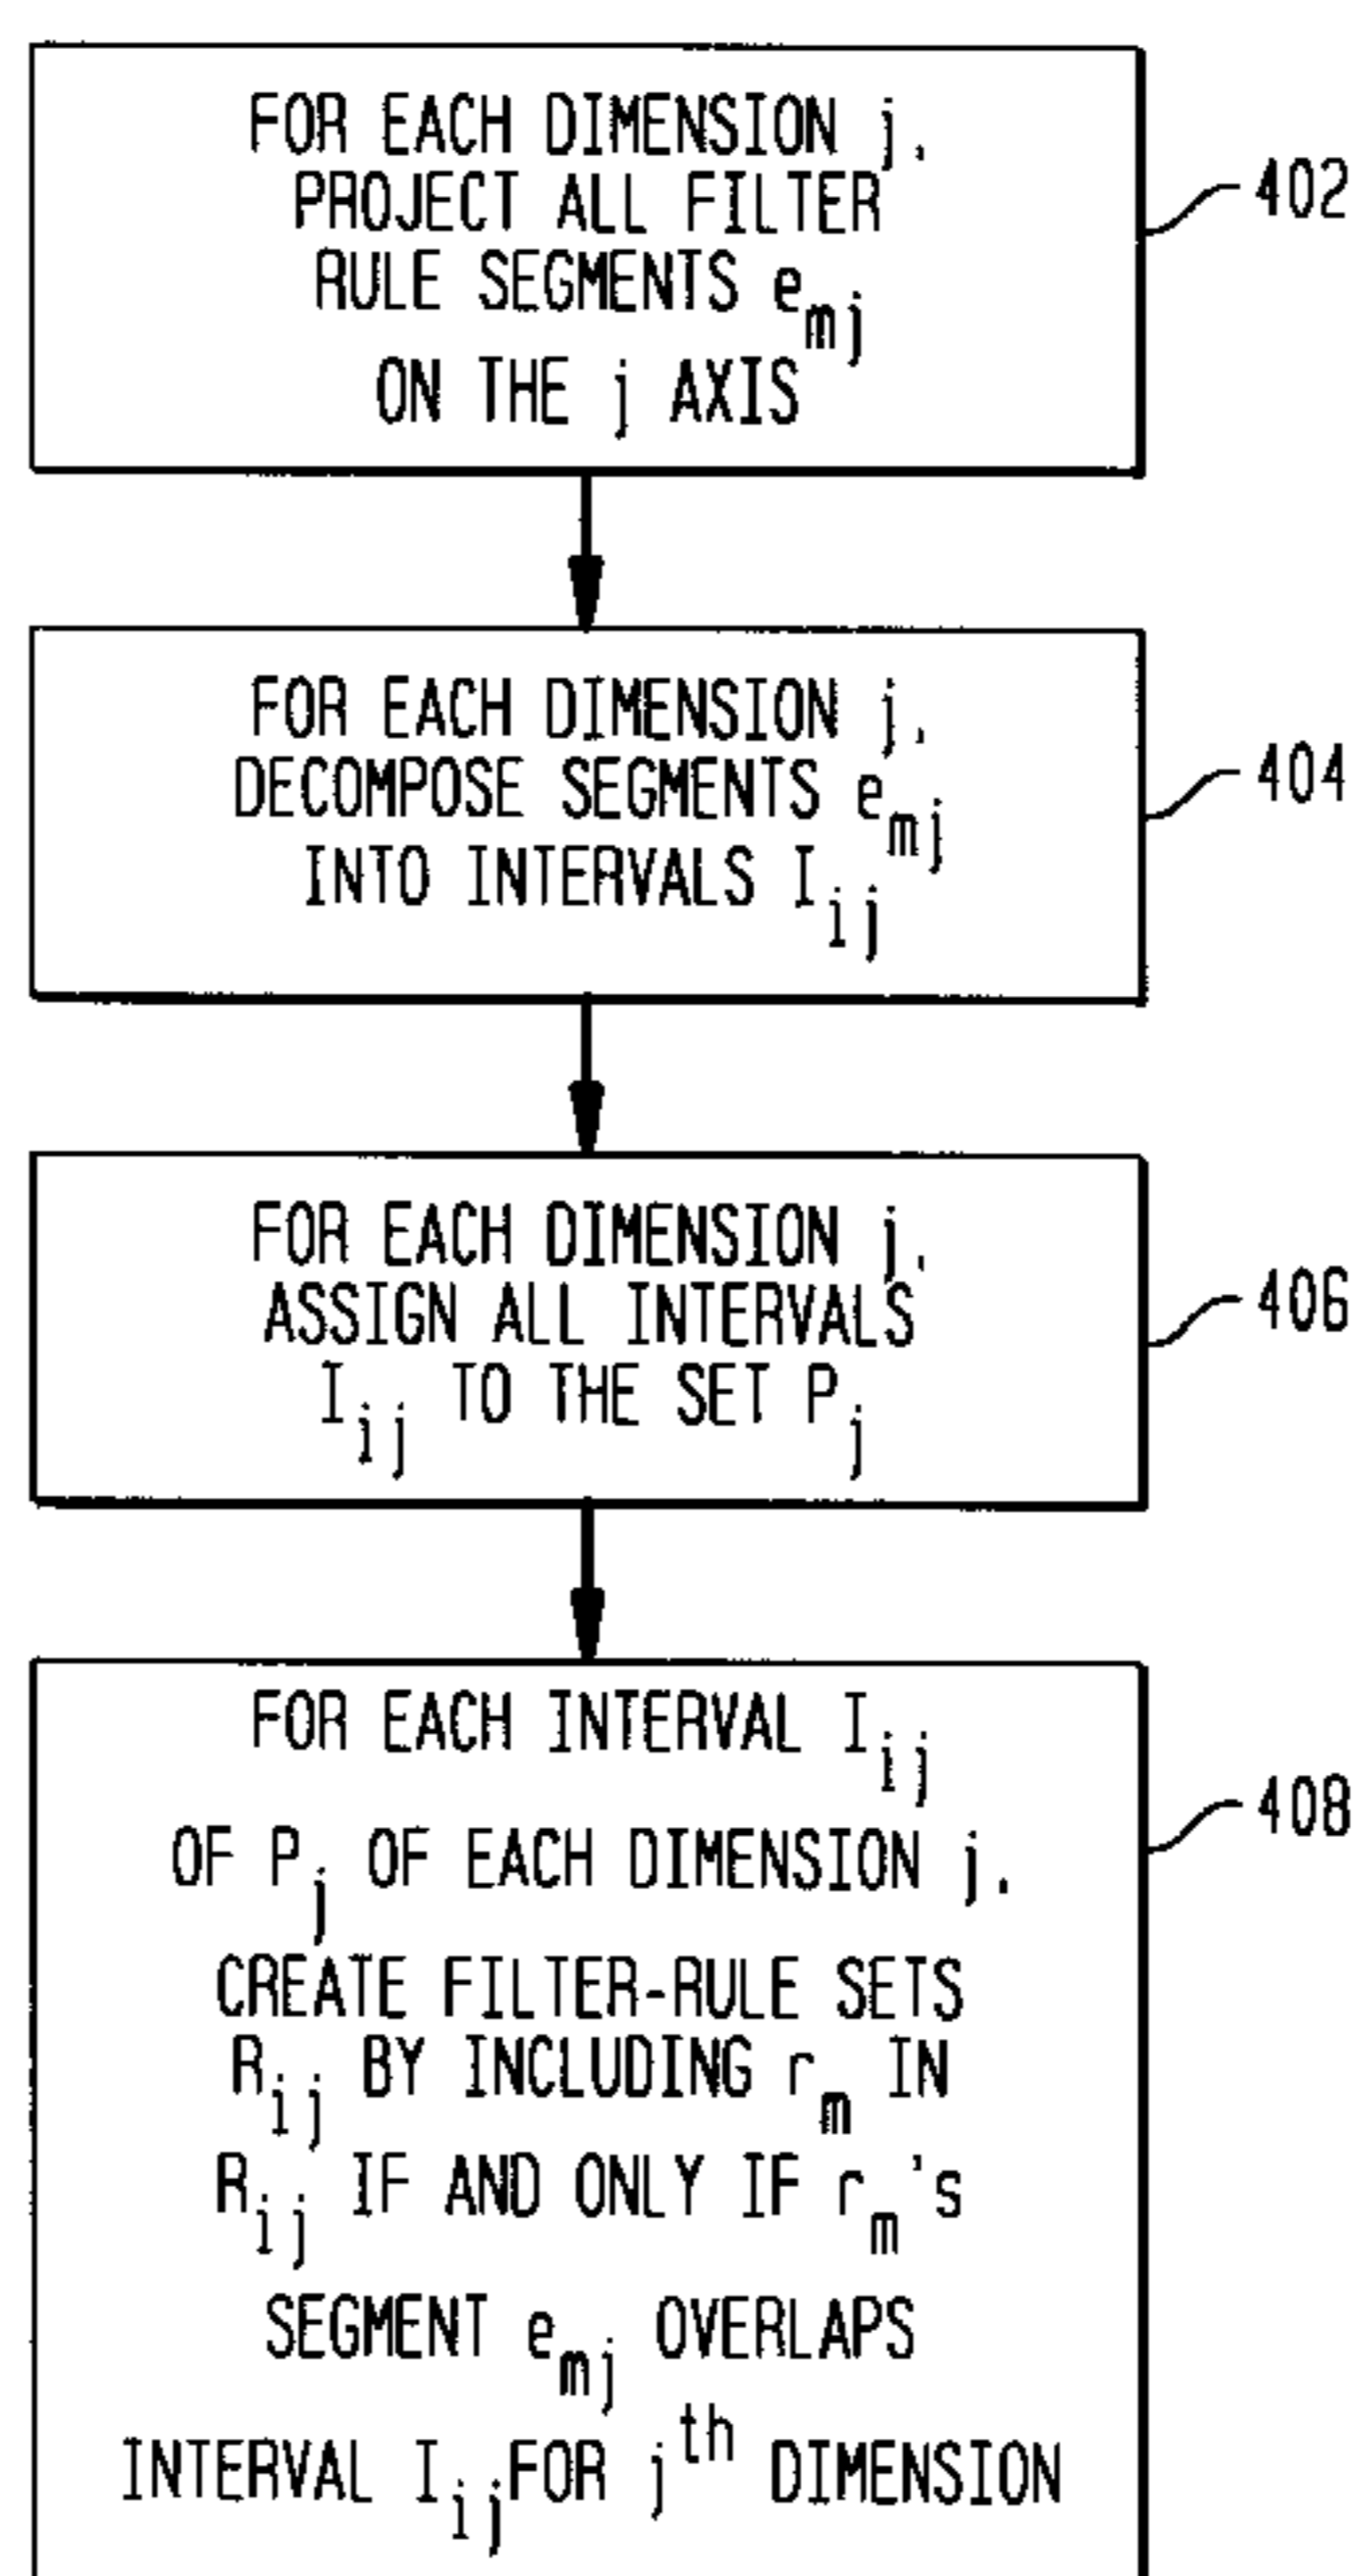 FOR EACH DIMENSION j,
PROJECT ALL FILTER
RULE SEGMENTS e_mj
ON THE j AXIS
402
FOR EACH DIMENSION j,
DECOMPOSE SEGMENTS e_mj
INTO INTERVALS I_ij
404
FOR EACH DIMENSION j,
ASSIGN ALL INTERVALS
I_ij TO THE SET P_j
406
FOR EACH INTERVAL I_ij
OF P_j OF EACH DIMENSION j,
CREATE FILTER-RULE SETS
R_ij BY INCLUDING r_m IN
R_ij IF AND ONLY IF r_m's
SEGMENT e_mj OVERLAPS
INTERVAL I_ij FOR j^th DIMENSION
408